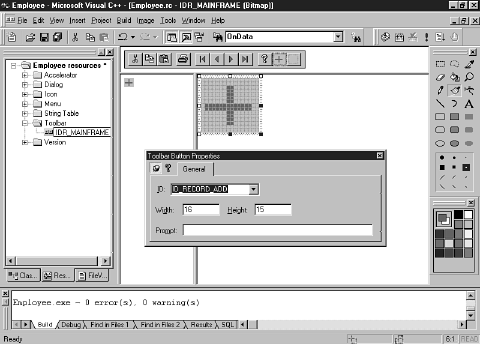 Employee - Microsoft Visual C++ - [Employee.rc - IDR_MAINFRAME (Bitmap)]
File Edit View Insert Project Build Image Tools Window Help
OnData
Employee resources *
Accelerator
Dialog
Icon
Menu
String Table
Toolbar
IDR_MAINFRAME
Version
Toolbar Button Properties
General
ID: ID_RECORD_ADD
Width: 16 Height 15
Prompt:
Clas... Res... FileV...
Employee.exe - 0 error(s), 0 warning(s)
Build Debug Find in Files 1 Find in Files 2 Results SQL
Ready 6:1 READ